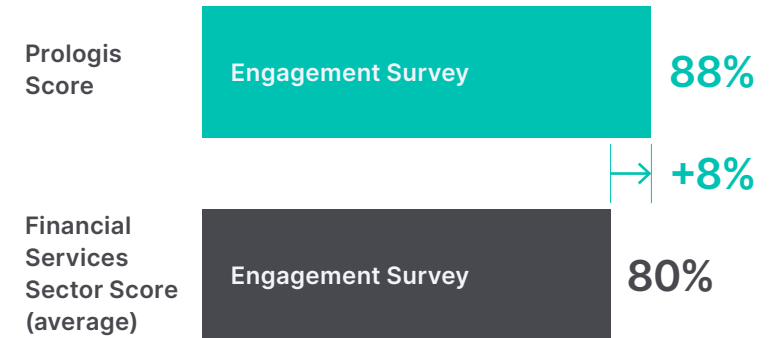 Prologis
Score
Engagement Survey
88%
+8%
Financial
Services
Sector Score
(average)
Engagement Survey
80%